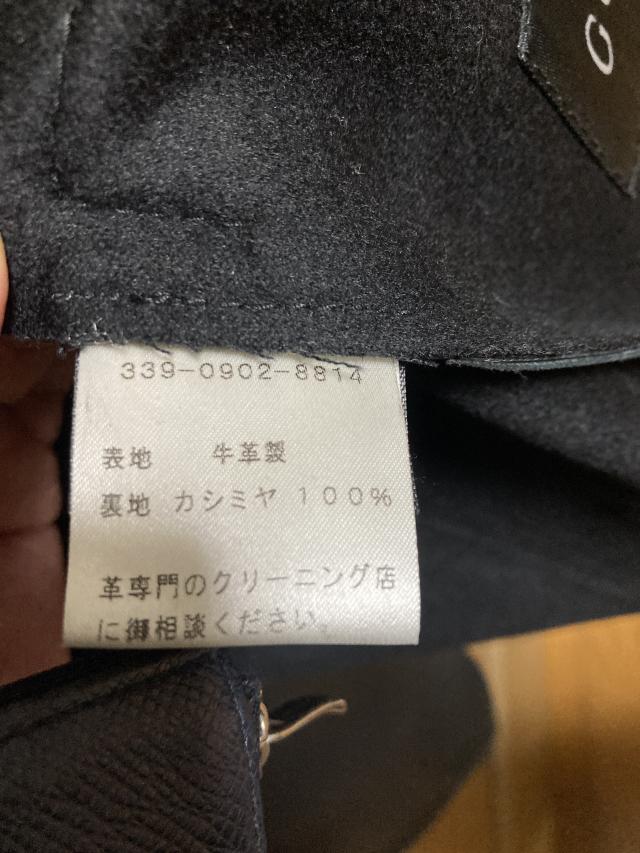 G
339-0902-8814
表地 牛革製
裏地 カシミヤ 100%
革専門のクリーニング店
に御相談ください。